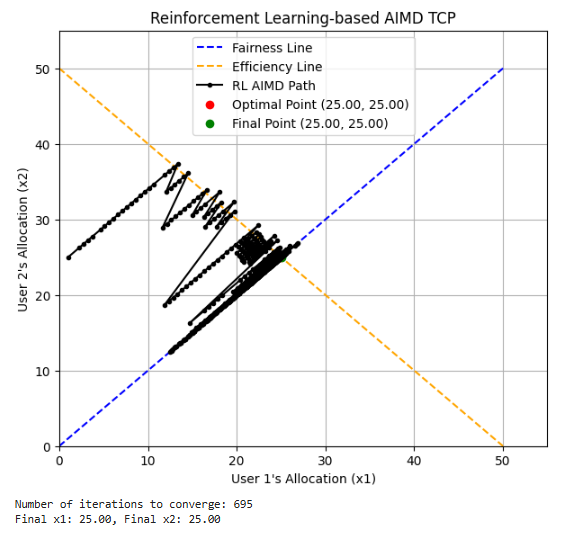 Reinforcement Learning-based AIMD TCP
Fairness Line
Efficiency Line
RL AIMD Path
Optimal Point (25.00, 25.00)
Final Point (25.00, 25.00)
50
40
30
20
10
0
User 2's Allocation (x2)
0 10 20 30 40 50
User 1's Allocation (x1)
Number of iterations to converge: 695
Final x1: 25.00, Final x2: 25.00